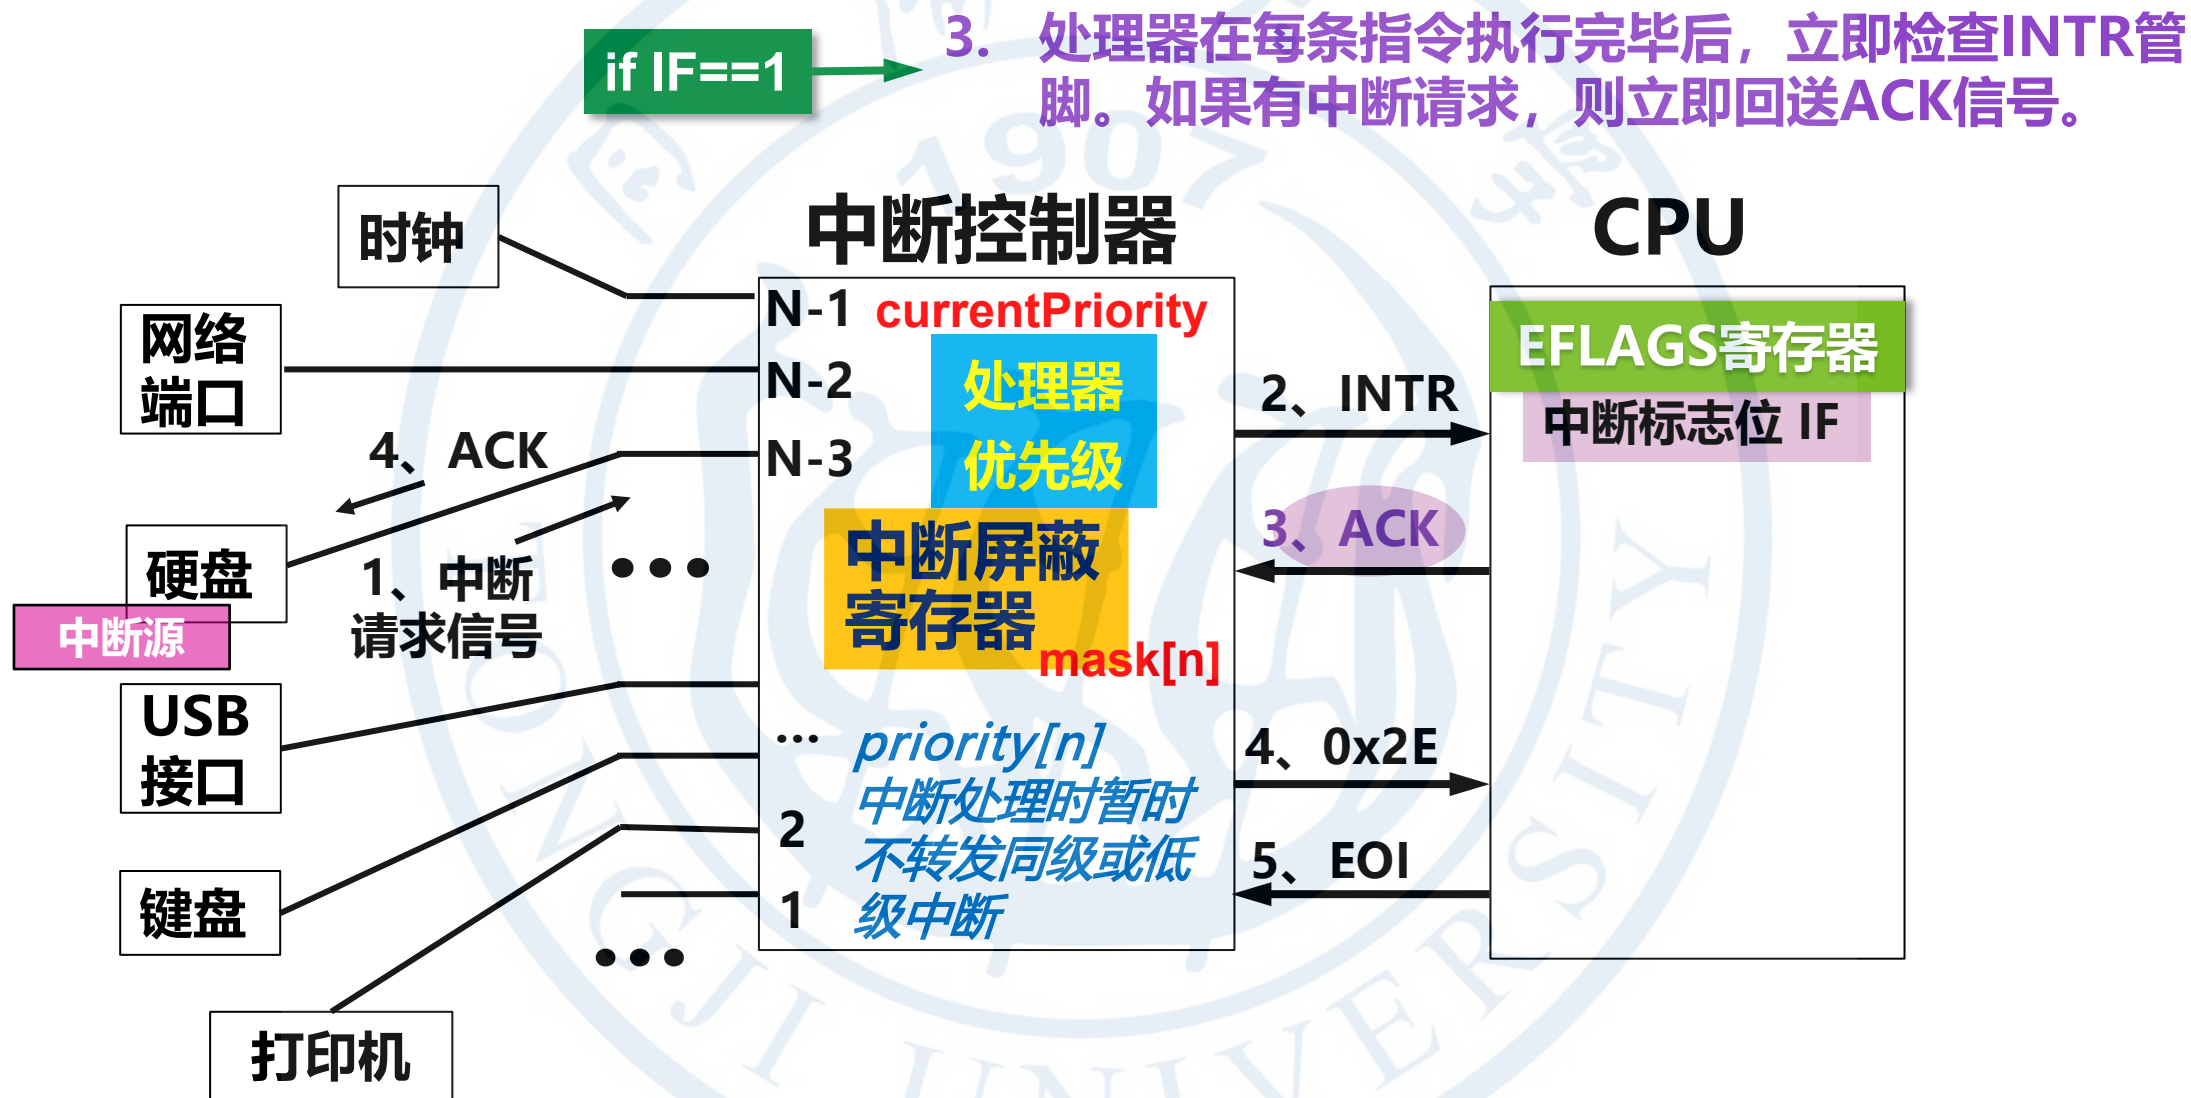 if IF==1
3. 处理器在每条指令执行完毕后，立即检查INTR管
脚。如果有中断请求，则立即回送ACK信号。
1907
时钟
中断控制器
CPU
网络
端口
N-1 currentPriority
N-2
N-3
处理器
优先级
EFLAGS寄存器
中断标志位 IF
2、INTR
4、ACK
3、ACK
硬盘
中断源
1、中断
请求信号
•••
中断屏蔽
寄存器
mask[n]
USB
接口
...
priority[n]
中断处理时暂时
不转发同级或低
级中断
4、0x2E
2
5、EOI
1
键盘
•••
打印机
TONGJI UNIVERSITY